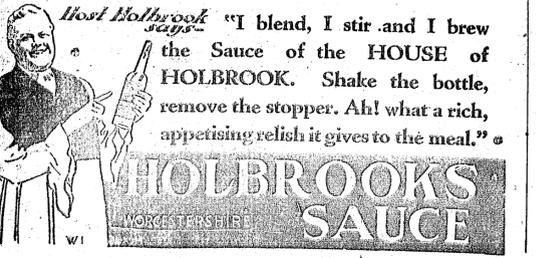 Host Holbrook
says–
"I blend, I stir and I brew
the Sauce of the HOUSE of
HOLBROOK. Shake the bottle,
remove the stopper. Ah! what a rich,
appetising relish it gives to the meal."
HOLBROOKS
WORCESTERSHIRE
SAUCE
W1